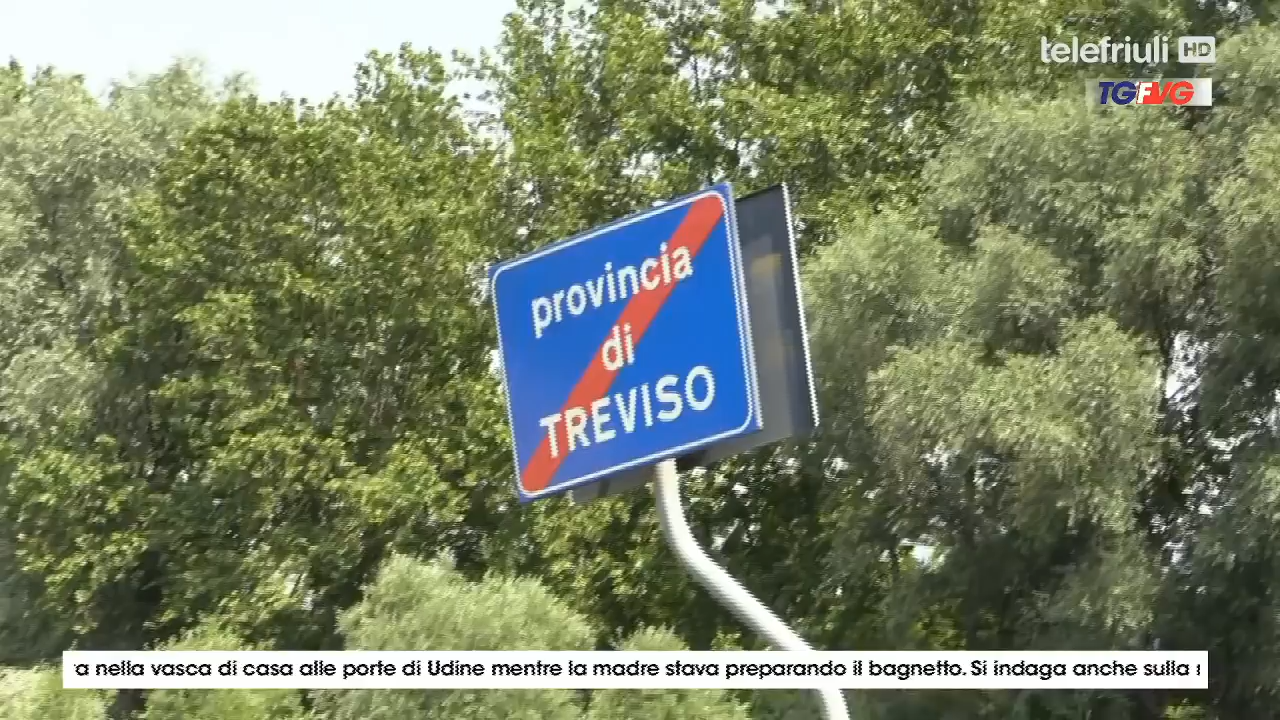 telefriuli HD
TGFVG
provincia
di
TREVISO
nella vasca di casa alle porte di Udine mentre la madre stava preparando il bagnetto. Si indaga anche sulla